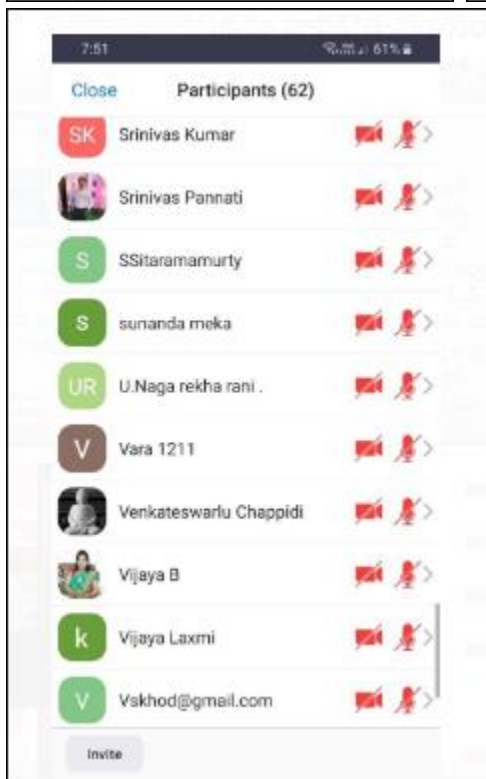 7:51 61%
Close Participants (62)
SK Srinivas Kumar
Srinivas Pannati
S SSitaramamurty
s sunanda meka
UR U.Naga rekha rani .
V Vara 1211
Venkateswarlu Chappidi
Vijaya B
k Vijaya Laxmi
V Vskhod@gmail.com
Invite